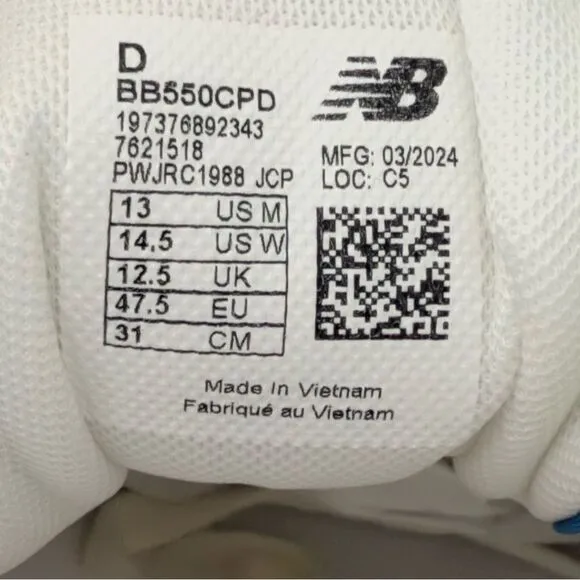 D
BB550CPD
197376892343
7621518
PWJRC1988 JCP
NB
MFG: 03/2024
LOC: C5
13 US M
14.5 US W
12.5 UK
47.5 EU
31 CM
Made In Vietnam
Fabriqué au Vietnam